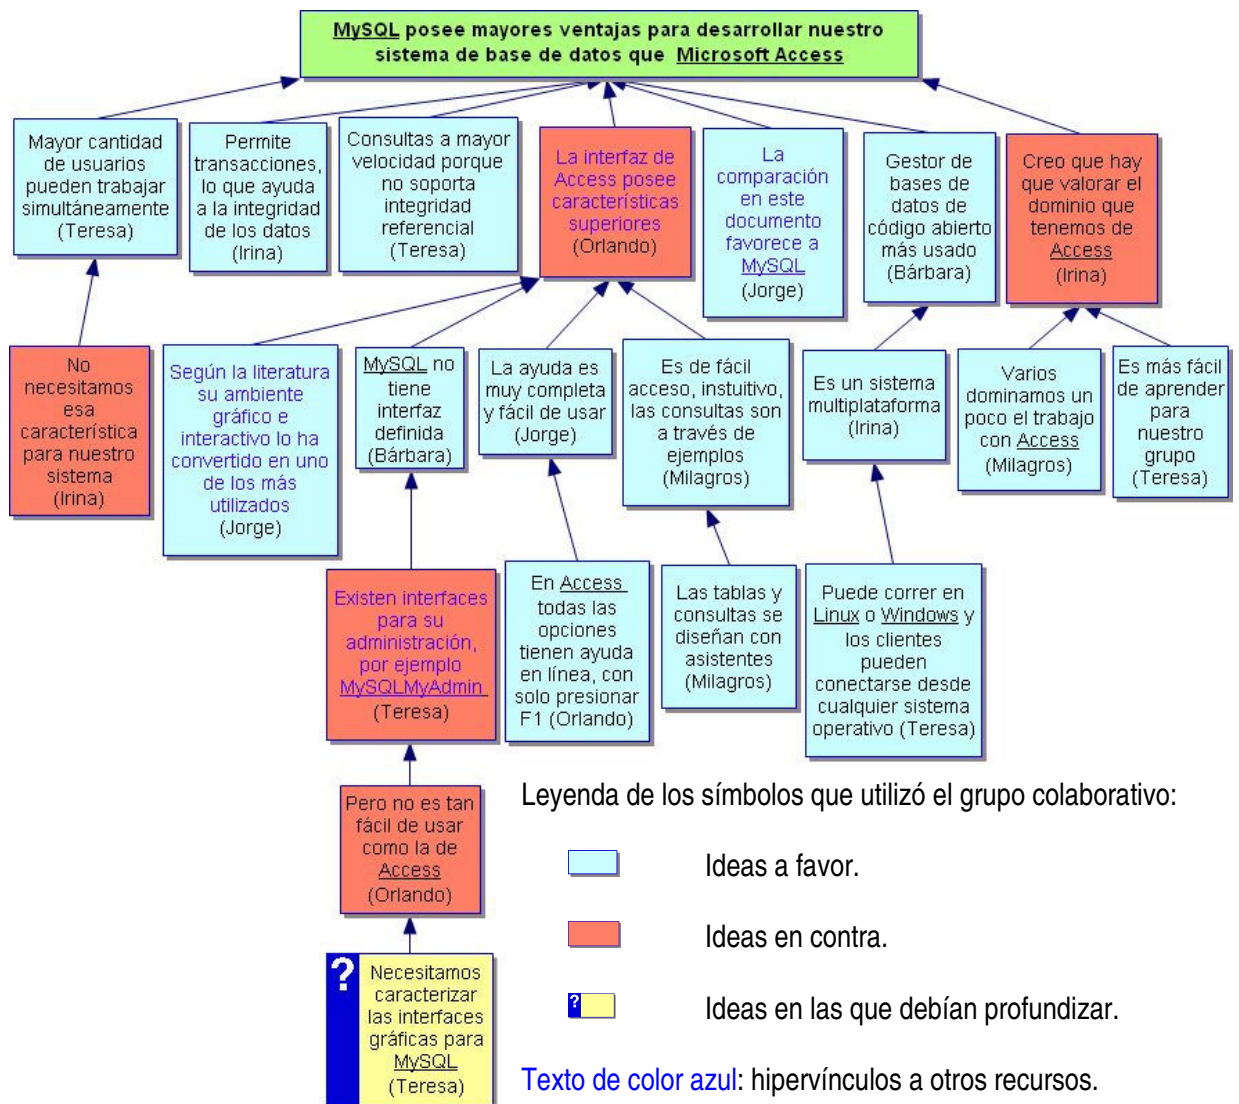 MySQL posee mayores ventajas para desarrollar nuestro
sistema de base de datos que Microsoft Access
Mayor cantidad
de usuarios
pueden trabajar
simultáneamente
(Teresa)
Permite
transacciones,
lo que ayuda
a la integridad
de los datos
(Irina)
Consultas a mayor
velocidad porque
no soporta
integridad
referencial
(Teresa)
La interfaz de
Access posee
características
superiores
(Orlando)
La
comparación
en este
documento
favorece a
MySQL
(Jorge)
Gestor de
bases de
datos de
código abierto
más usado
(Bárbara)
Creo que hay
que valorar el
dominio que
tenemos de
Access
(Irina)
No
necesitamos
esa
característica
para nuestro
sistema
(Irina)
Según la literatura
su ambiente
gráfico e
interactivo lo ha
convertido en uno
de los más
utilizados
(Jorge)
MySQL no
tiene
interfaz
definida
(Bárbara)
La ayuda es
muy completa
y fácil de usar
(Jorge)
Es de fácil
acceso, instuitivo,
las consultas son
a través de
ejemplos
(Milagros)
Es un sistema
multiplataforma
(Irina)
Varios
dominamos un
poco el trabajo
con Access
(Milagros)
Es más fácil
de aprender
para
nuestro
grupo
(Teresa)
Existen interfaces
para su
administración,
por ejemplo
MySQLMyAdmin
(Teresa)
En Access
todas las
opciones
tienen ayuda
en línea, con
solo presionar
F1 (Orlando)
Las tablas y
consultas se
diseñan con
asistentes
(Milagros)
Puede correr en
Linux o Windows y
los clientes
pueden
conectarse desde
cualquier sistema
operativo (Teresa)
Pero no es tan
fácil de usar
como la de
Access
(Orlando)
?
Necesitamos
caracterizar
las interfaces
gráficas para
MySQL
(Teresa)
Leyenda de los símbolos que utilizó el grupo colaborativo:
Ideas a favor.
Ideas en contra.
? Ideas en las que debían profundizar.
Texto de color azul: hipervínculos a otros recursos.